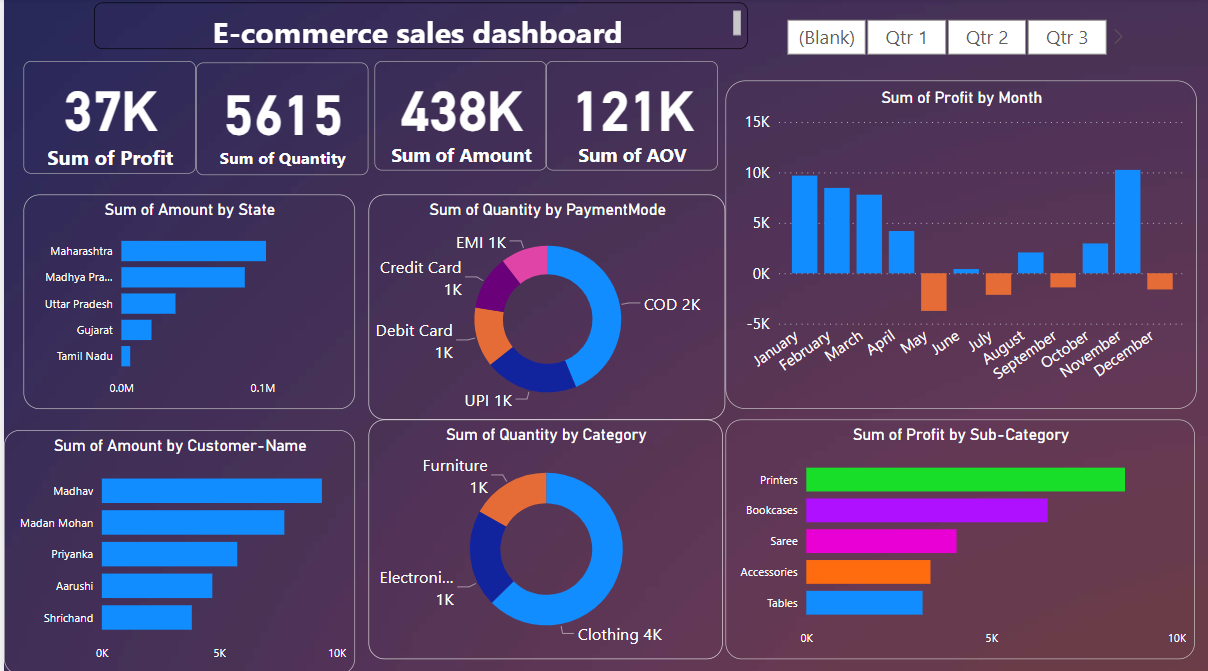 E-commerce sales dashboard
(Blank)
Qtr 1
Qtr 2
Qtr 3
37K
Sum of Profit
5615
Sum of Quantity
438K
Sum of Amount
121K
Sum of AOV
Sum of Profit by Month
15K
10K
5K
0K
-5K
January
February
March
April
May
June
July
August
September
October
November
December
Sum of Amount by State
Maharashtra
Madhya Pra...
Uttar Pradesh
Gujarat
Tamil Nadu
0.0M
0.1M
Sum of Quantity by PaymentMode
EMI 1K
Credit Card
1K
Debit Card
1K
UPI 1K
COD 2K
Sum of Amount by Customer-Name
Madhav
Madan Mohan
Priyanka
Aarushi
Shrichand
0K
5K
10K
Sum of Quantity by Category
Furniture
1K
Electroni...
1K
Clothing 4K
Sum of Profit by Sub-Category
Printers
Bookcases
Saree
Accessories
Tables
0K
5K
10K